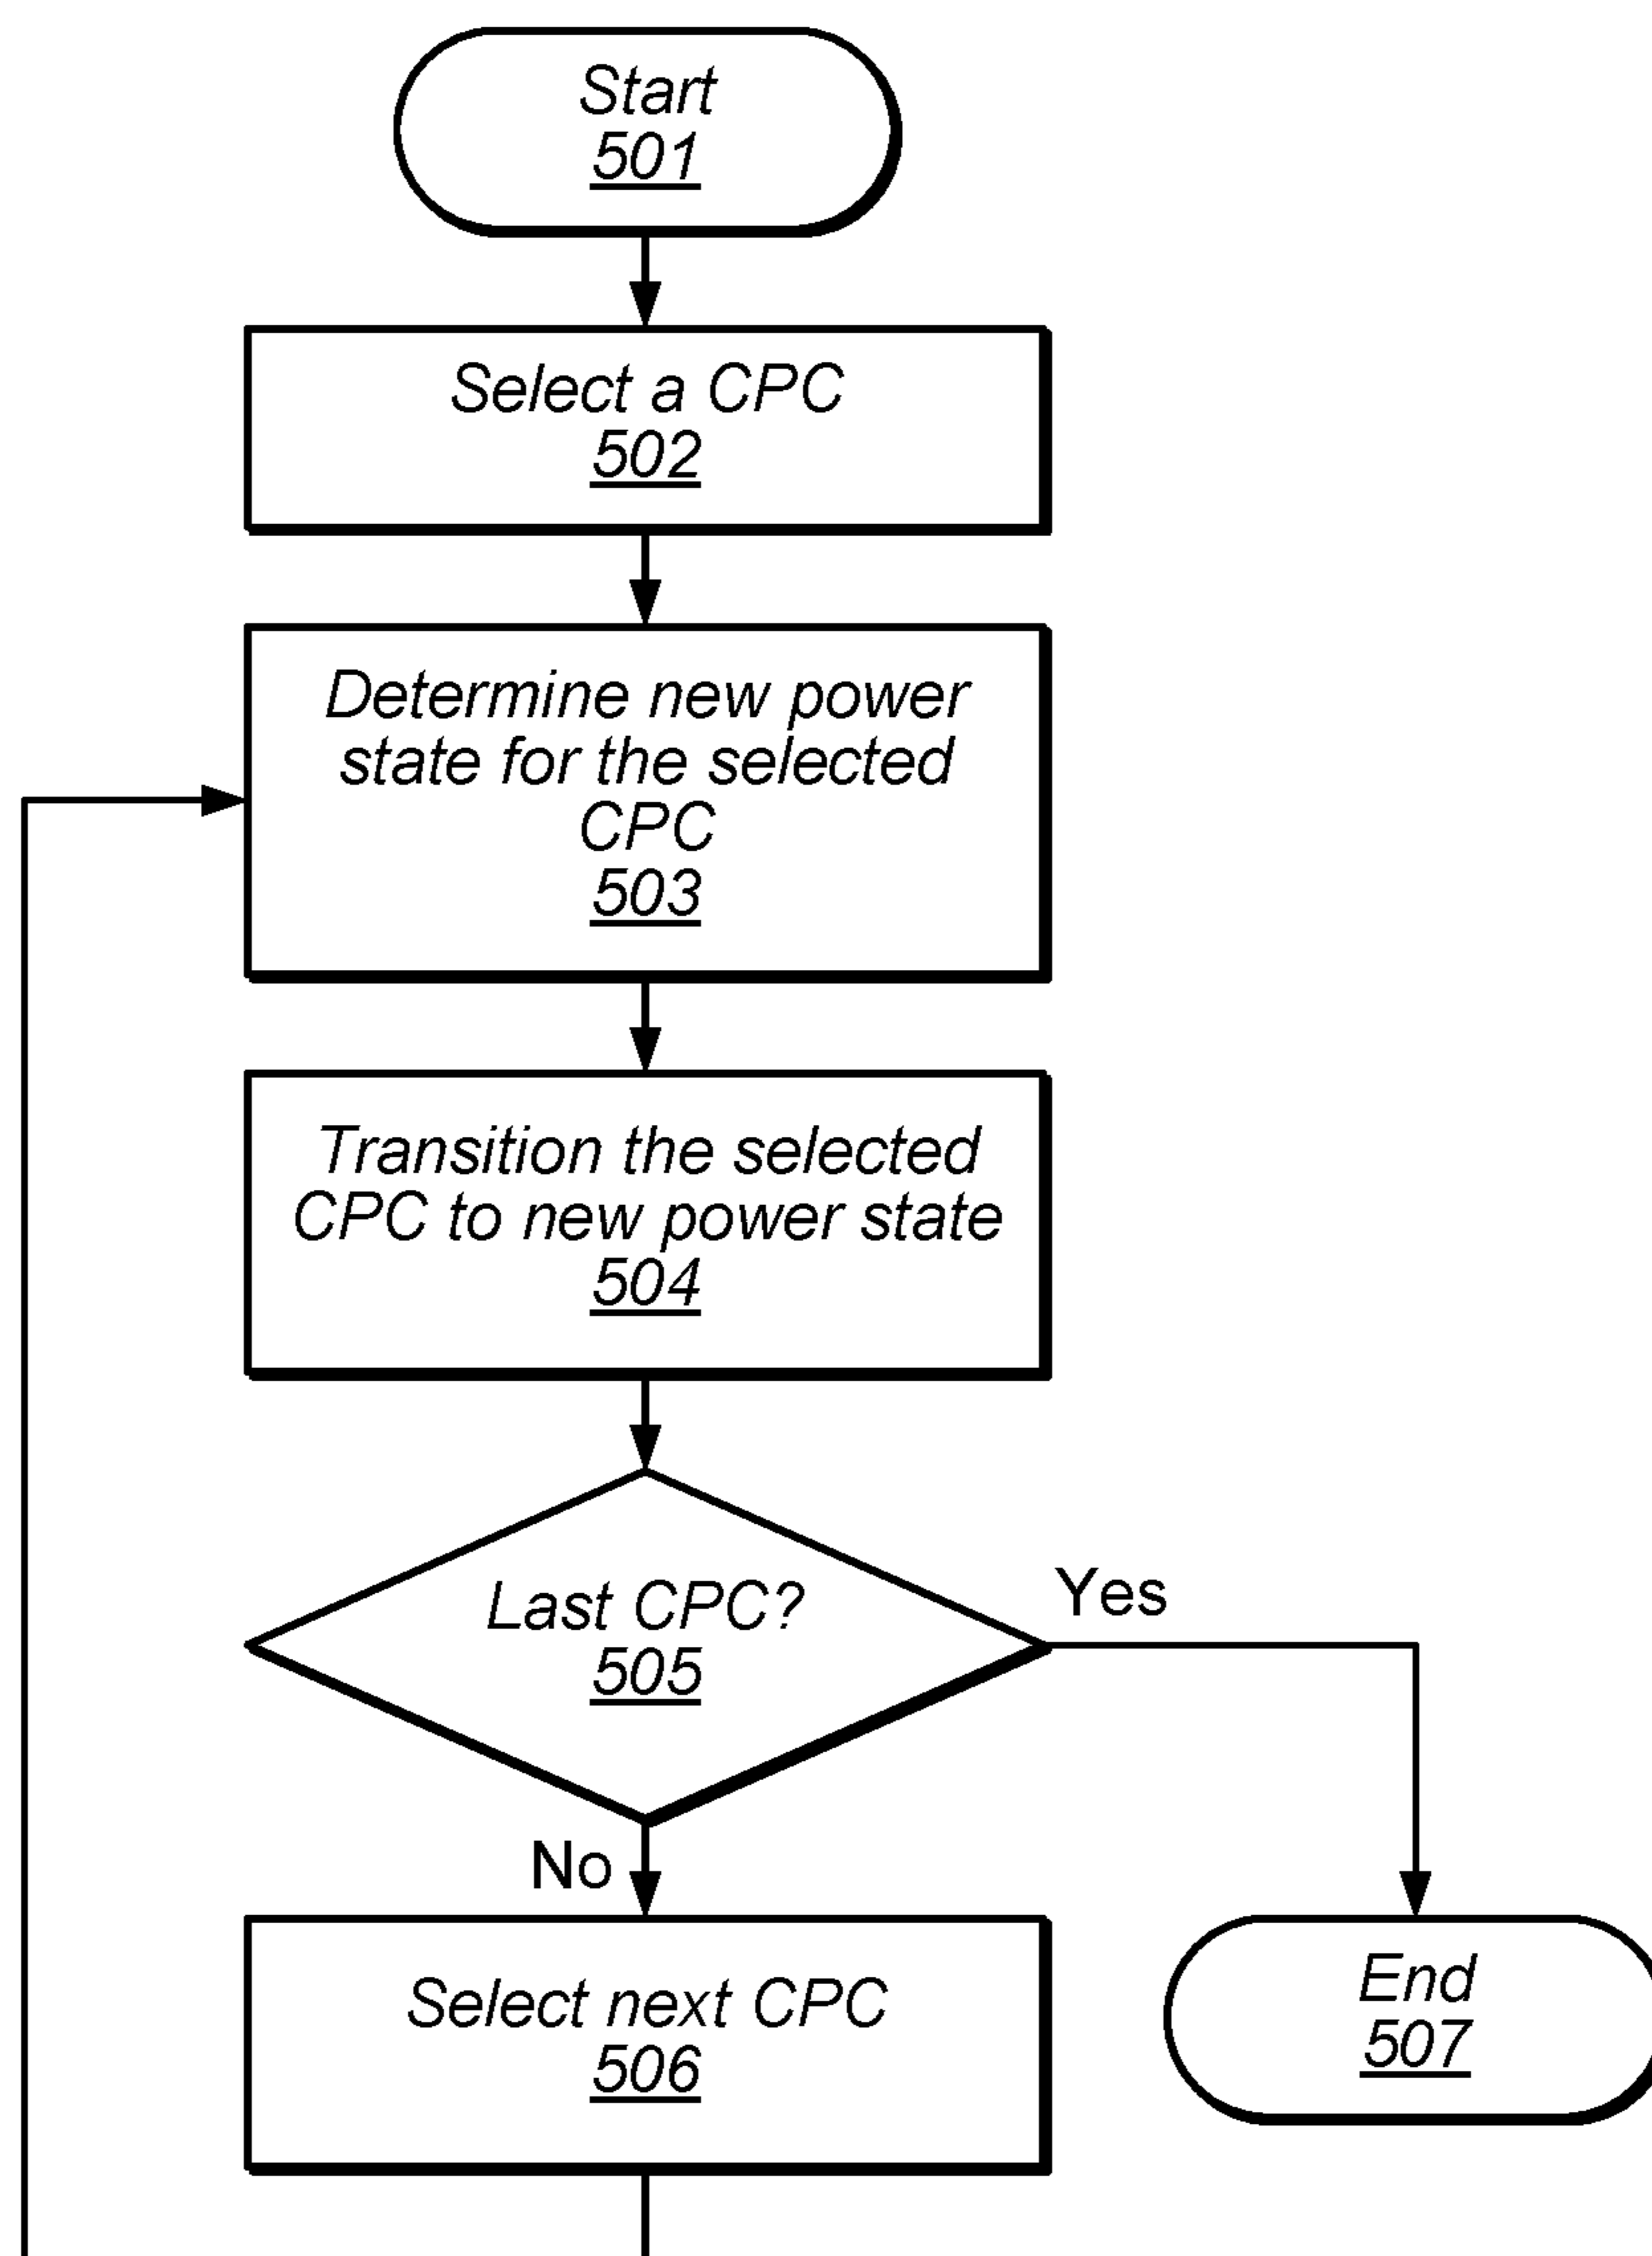 Start
501
Select a CPC
502
Determine new power
state for the selected
CPC
503
Transition the selected
CPC to new power state
504
Last CPC?
505
Yes
No
Select next CPC
506
End
507